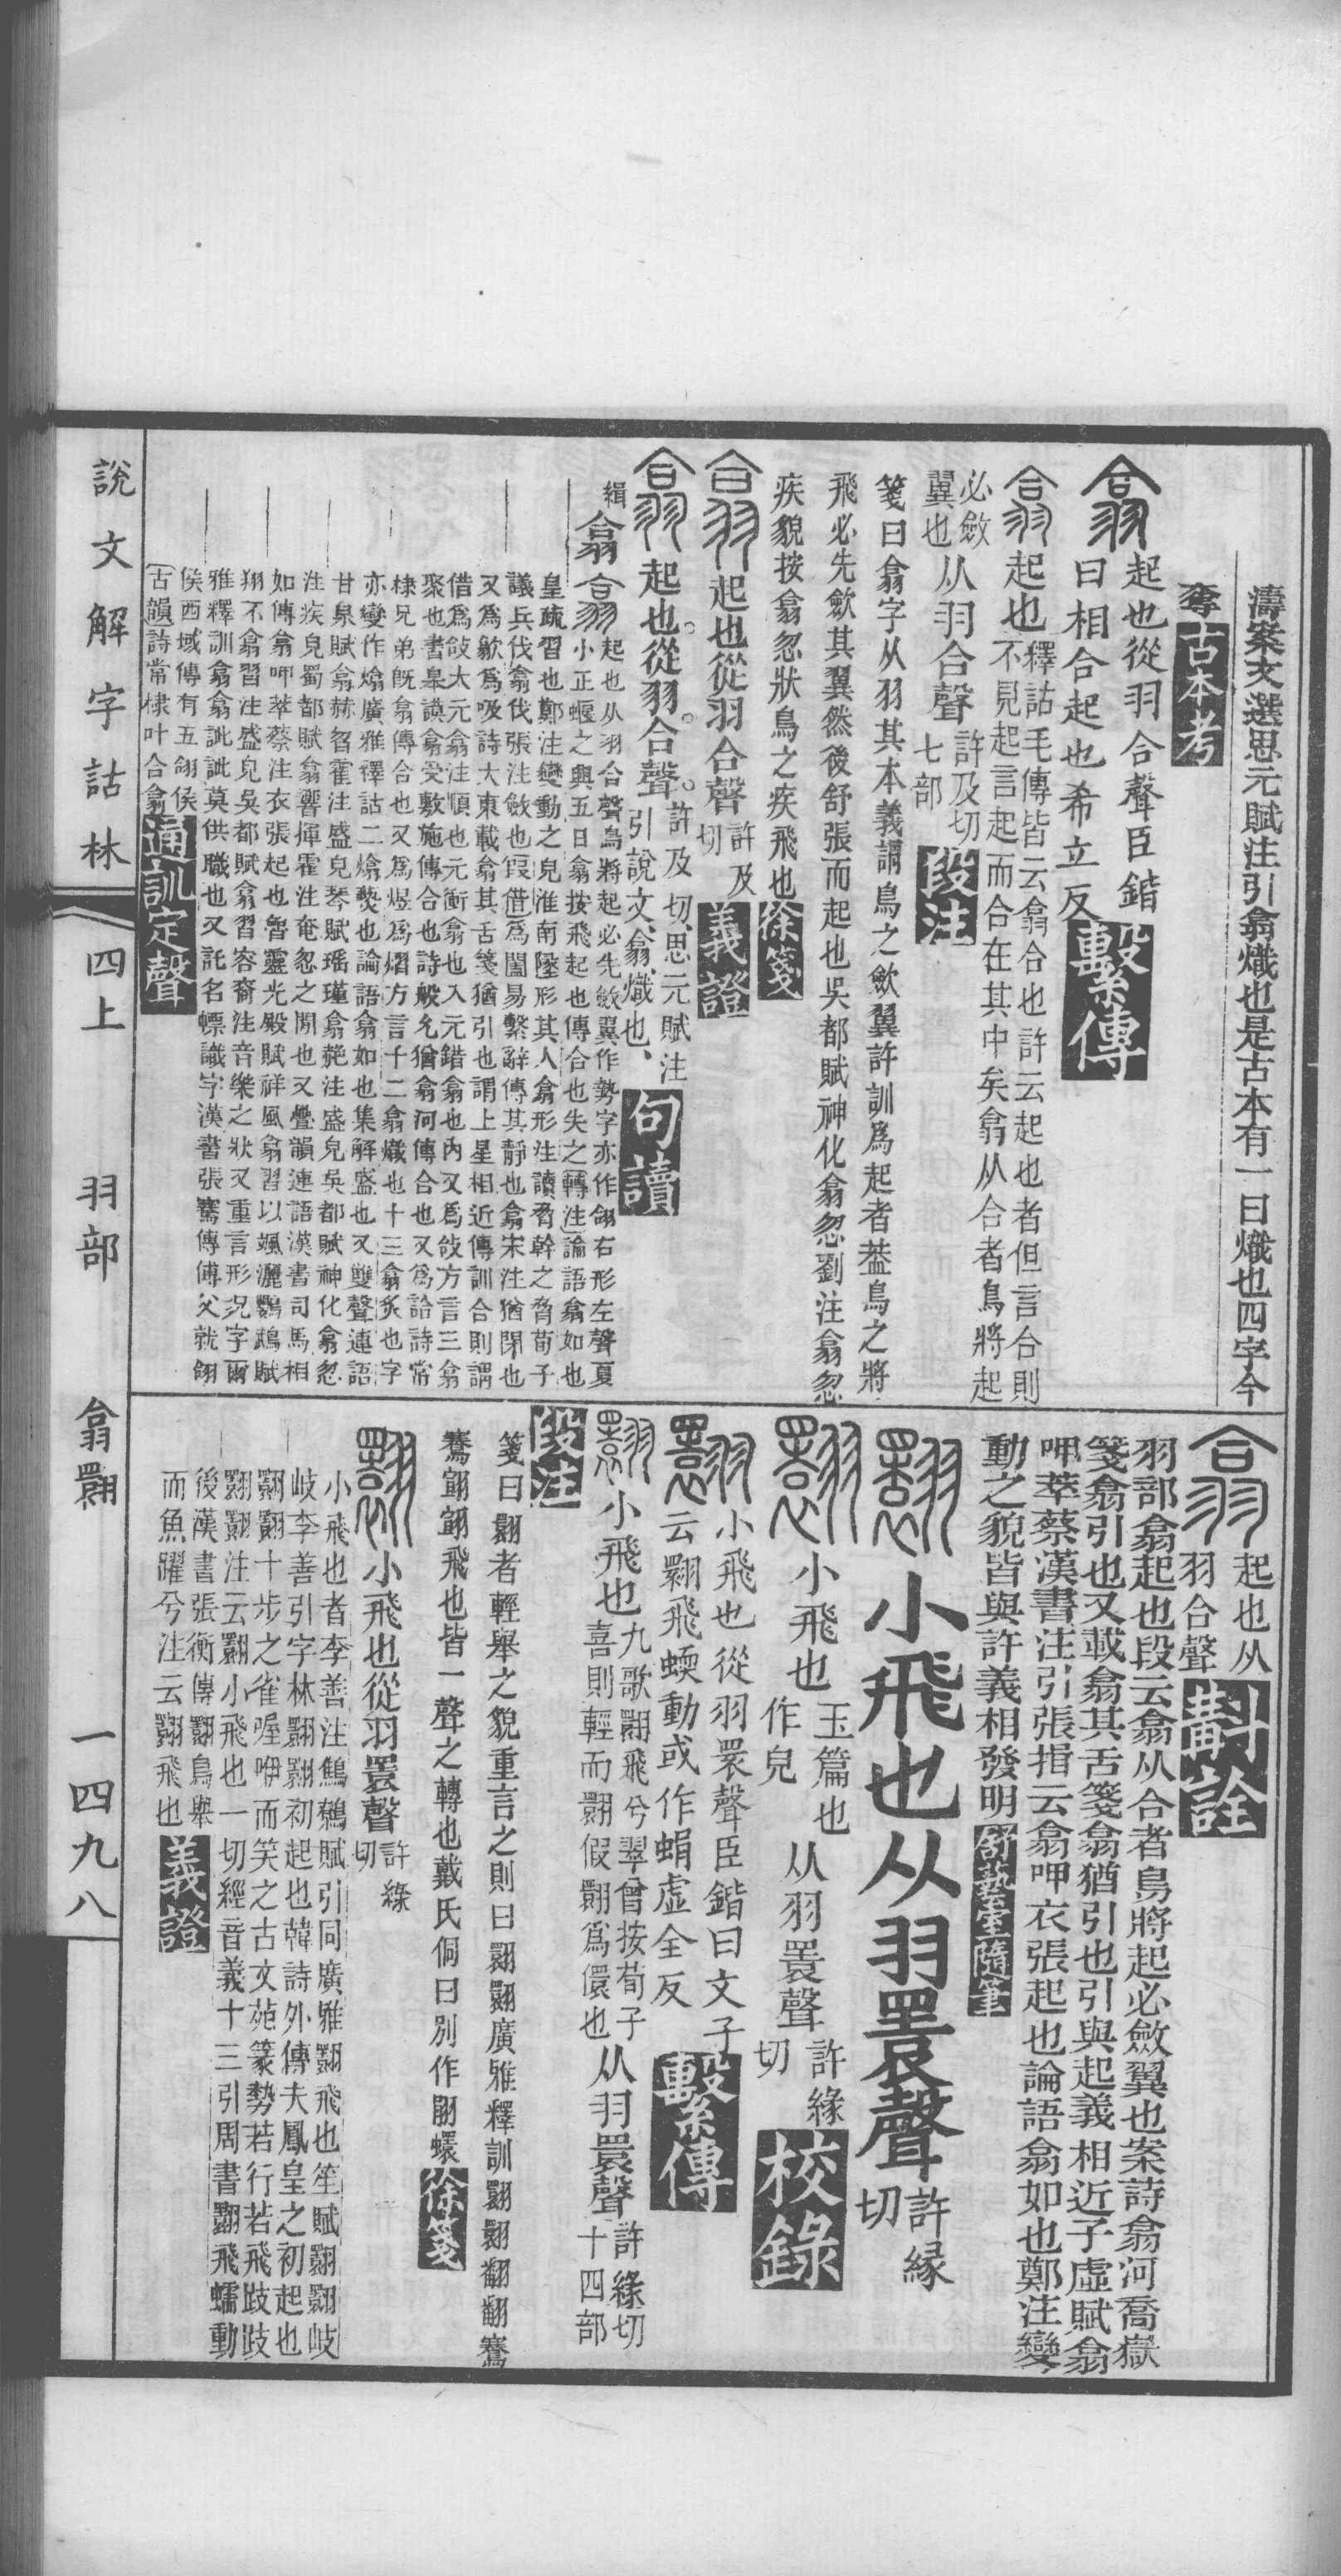 濤案文選思元賦注引翕熾也是古本有一曰熾也四字今
奪古本考
翕起也從羽合聲臣鍇
曰相合起也希立反繫傳
翕起也釋詁毛傳皆云翕合也許云起也者但言合則
不見起言起而合在其中矣翕从合者鳥將起
必斂
翼也从羽合聲許及切
七部段注
箋曰翕字从羽其本義謂鳥之歛翼許訓爲起者葢鳥之將
飛必先歛其翼然後舒張而起也吳都賦神化翕忽劉注翕忽
疾貌按翕忽狀鳥之疾飛也徐箋
翕起也從羽合聲許及
切義證
翕起也從羽合聲許及切思元賦注
引說文翕熾也句讀
緝翕翕起也从羽合聲鳥將起必先斂翼作勢字亦作翖右形左聲夏
小正蝘之興五日翕按飛起也傳合也失之轉注論語翕如也
皇疏習也鄭注變動之皃淮南墬形其人翕形注讀脅幹之脅荀子
議兵伐翕伐張注斂也假借爲闔易繫辭傳其靜也翕宋注猶閉也
又爲歙爲吸詩大東載翕其舌箋猶引也謂上星相近傳訓合則謂
借爲㪉大元翕注順也元衝翕也入元錯翕也內又爲㪉方言三翕
聚也書皋謨翕受敷施傳合也詩般允猶翕河傳合也又爲詥詩常
棣兄弟旣翕傳合也又爲煜爲熠方言十二翕熾也十三翕炙也字
亦變作熻廣雅釋詁二熻爇也論語翕如也集解盛也又雙聲連語
甘泉賦翕赫曶霍注盛皃琴賦瑤瑾翕赩注盛皃吳都賦神化翕忽
注疾皃蜀都賦翕響揮霍注奄忽之閒也又疊韻連語漢書司馬相
如傳翕呷萃蔡注衣張起也魯靈光殿賦祥風翕習以颯灑鸚鵡賦
翔不翕習注盛皃吳都賦翕習容裔注音樂之狀又重言形況字爾
雅釋訓翕翕訿訿莫供職也又託名幖識字漢書張騫傳傅父就翖
侯西域傳有五翖侯
古韻詩常棣叶合翕通訓定聲
翕起也从
羽合聲斠詮
羽部翕起也段云翕从合者鳥將起必斂翼也案詩翕河喬嶽
箋翕引也又載翕其舌箋翕猶引也引與起義相近子虛賦翕
呷萃蔡漢書注引張揖云翕呷衣張起也論語翕如也鄭注變
動之貌皆與許義相發明舒埶室隨筆
翾小飛也从羽睘聲許緣
切
翾小飛也玉篇也
作皃从羽睘聲許緣
切校錄
翾小飛也從羽睘聲臣鍇曰文子
云翾飛蝡動或作蜎虛全反繫傳
翾小飛也九歌翾飛兮翠曾按荀子
喜則輕而翾假翾爲儇也从羽睘聲許緣切
十四部
段注
箋曰翾者輕舉之貌重言之則曰翾翾廣雅釋訓翾翾翻翻鶱
鶱翧翧飛也皆一聲之轉也戴氏侗曰別作䎘蠉徐箋
翾小飛也從羽睘聲許緣
切
小飛也者李善注鷦鷯賦引同廣雅翾飛也笙賦翾翾岐
岐李善引字林翾翾初起也韓詩外傳夫鳳皇之初起也
翾翾十步之雀喔咿而笑之古文苑篆勢若行若飛跂跂
翾翾注云翾小飛也一切經音義十三引周書翾飛蠕動
後漢書張衡傳翾鳥舉
而魚躍兮注云翾飛也義證
說文解字詁林　四上　羽部　翕翾　一四九八